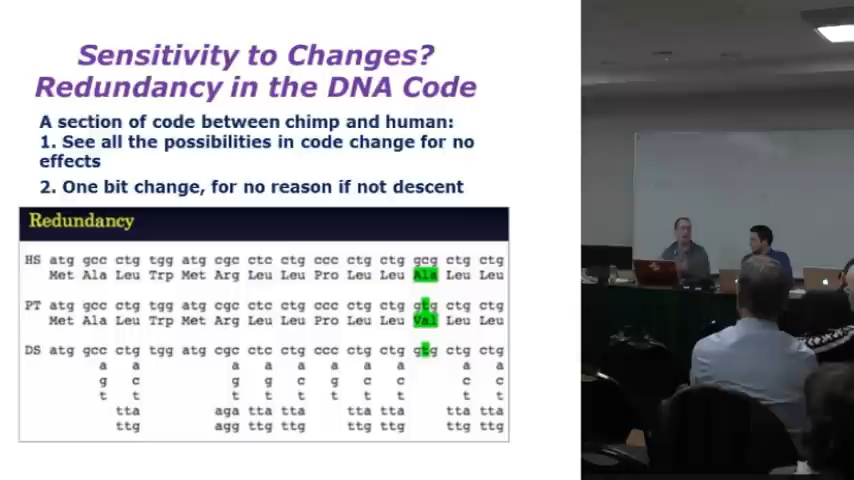 Sensitivity to Changes?
Redundancy in the DNA Code
A section of code between chimp and human:
1. See all the possibilities in code change for no
effects
2. One bit change, for no reason if not descent
Redundancy
HS atg gcc ctg tgg atg cgc ctc ctg ccc ctg ctg gcg ctg ctg
Met Ala Leu Trp Met Arg Leu Leu Pro Leu Leu Ala Leu Leu
PT atg gcc ctg tgg atg cgc ctc ctg ccc ctg ctg gtg ctg ctg
Met Ala Leu Trp Met Arg Leu Leu Pro Leu Leu Val Leu Leu
DS atg gcc ctg tgg atg cgc ctc ctg ccc ctg ctg gtg ctg ctg
a a a a a a a a a a
g c g g c g c c c c
t t t t t t t t t t
tta aga tta tta tta tta tta tta
ttg agg ttg ttg ttg ttg ttg ttg